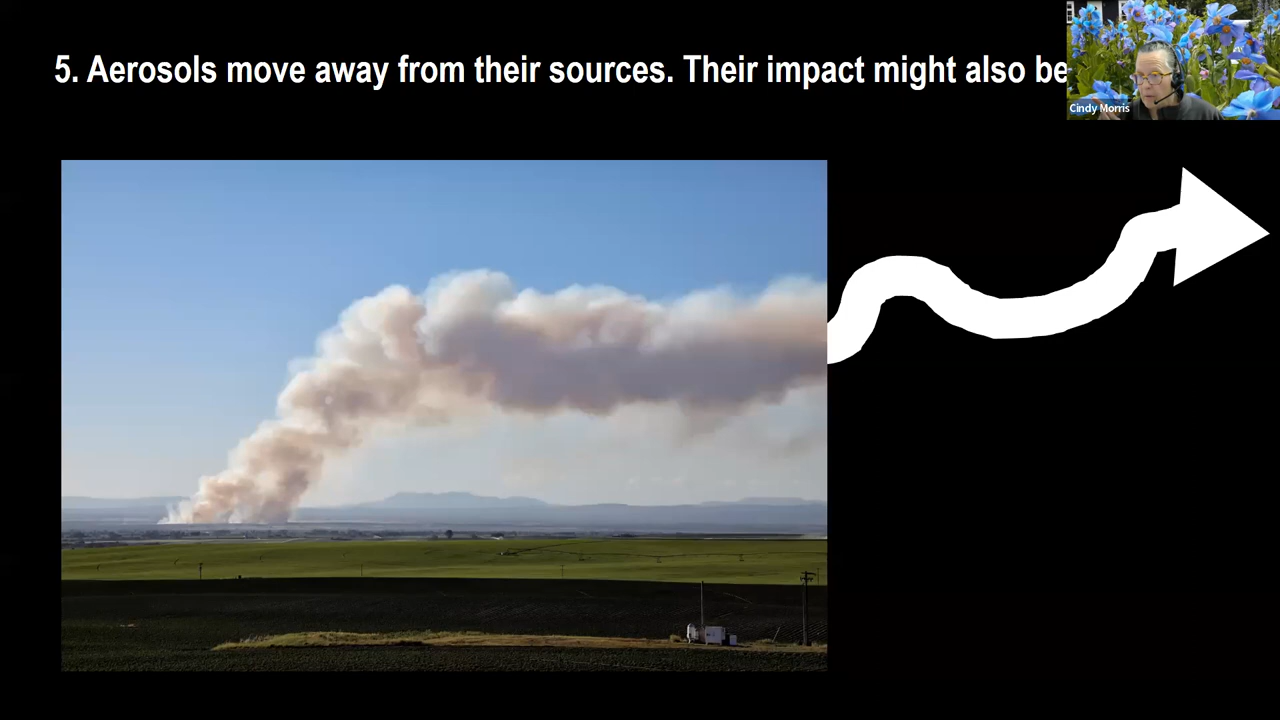 5. Aerosols move away from their sources. Their impact might also be
Cindy Morris